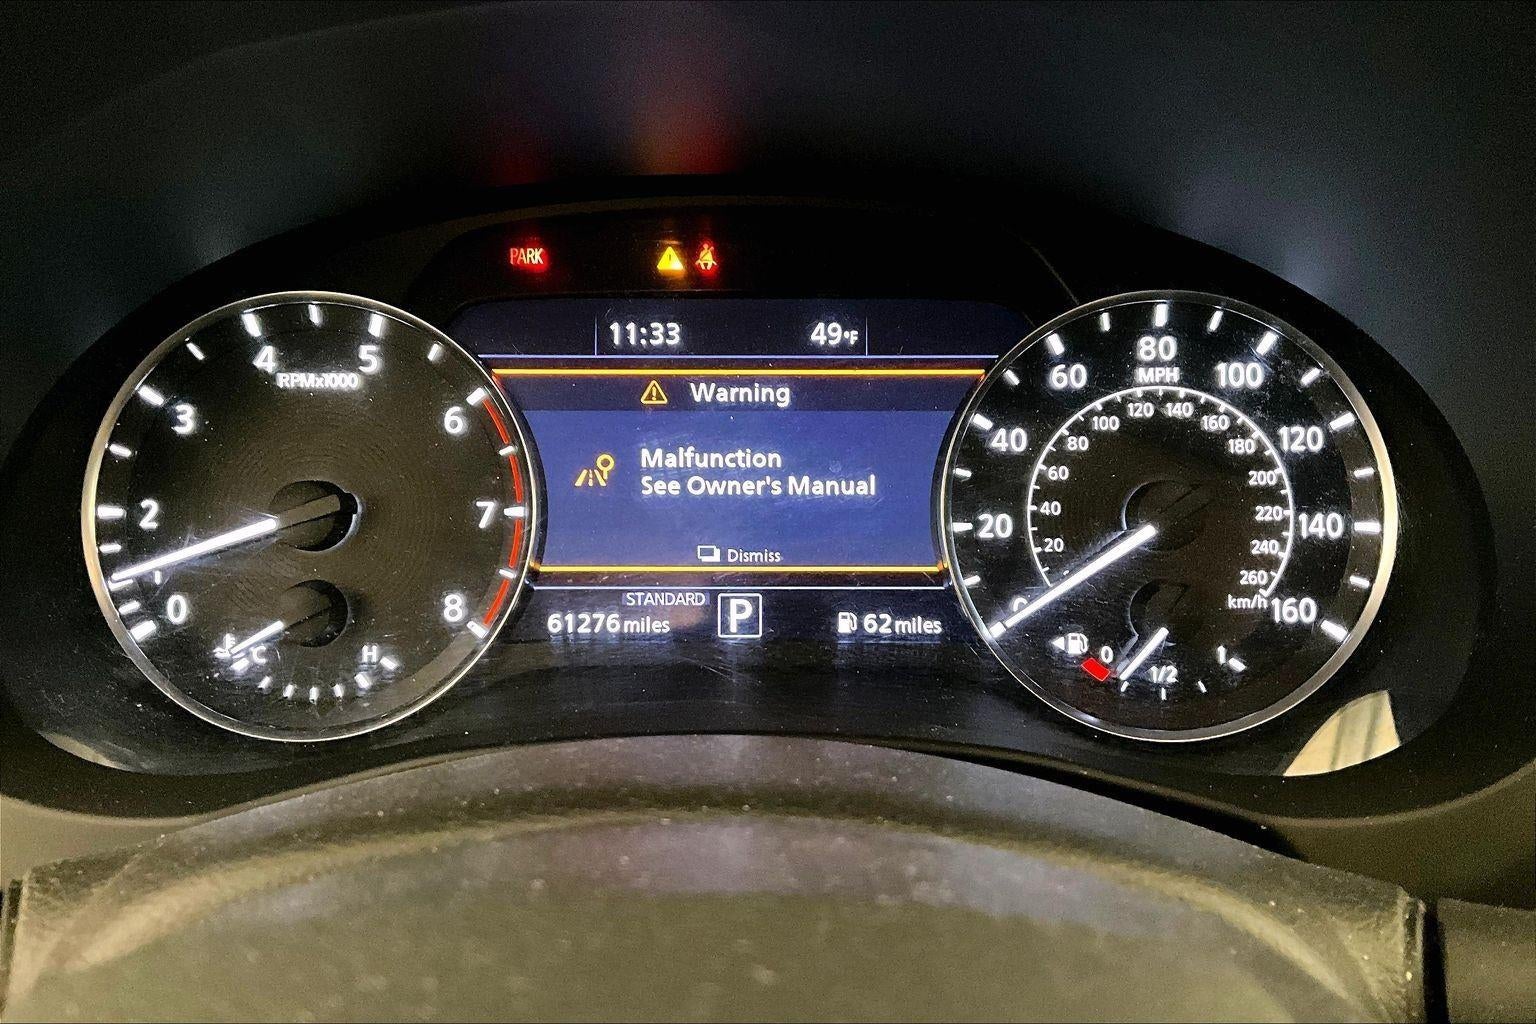 PARK
11:33 49°F
Warning
Malfunction
See Owner's Manual
Dismiss
STANDARD
61276 miles P 62 miles
0 2 3 4 5 6 7 8
RPMx1000
C H
0 20 40 60 80 100 120 140 160
MPH
20 40 60 80 100 120 140 160 180 200 220 240 260
km/h
0 1/2 1